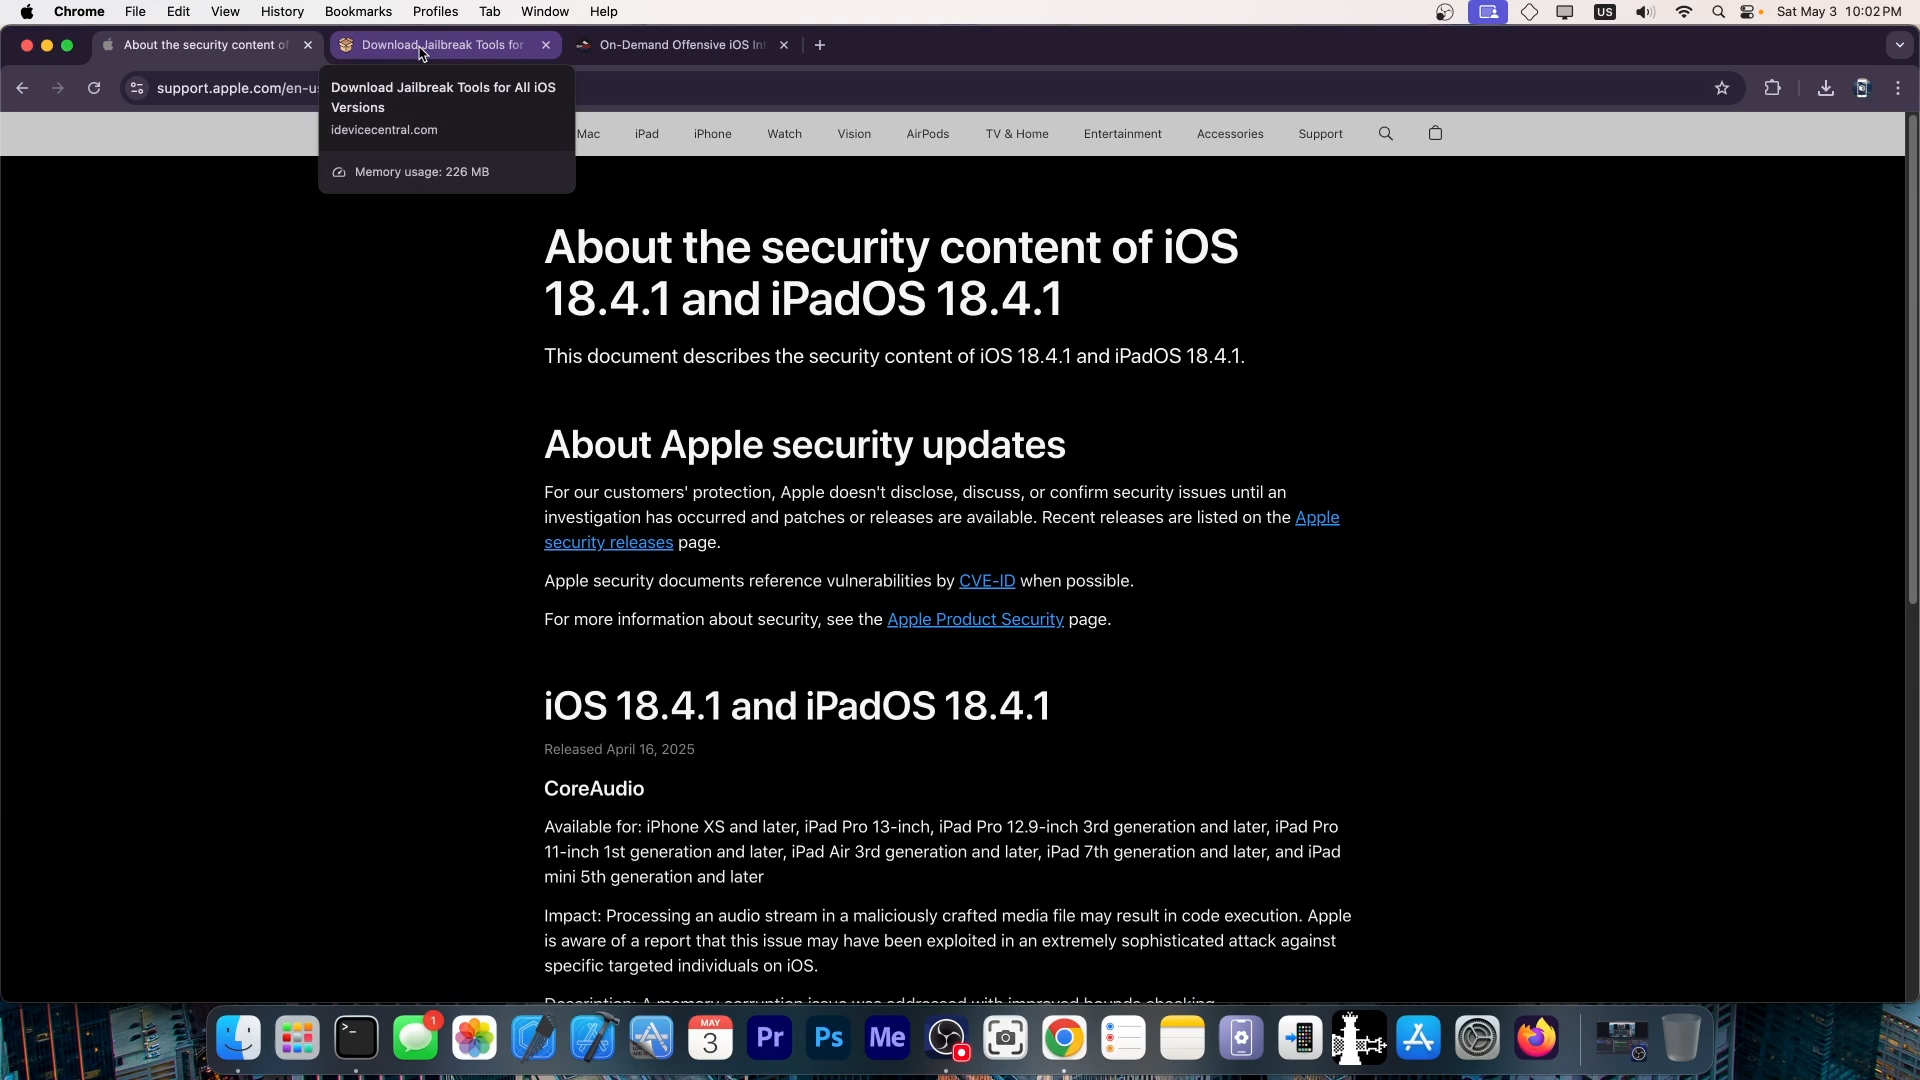 Chrome File Edit View History Bookmarks Profiles Tab Window Help US Sat May 3 10:02 PM
About the security content of Download Jailbreak Tools for On-Demand Offensive iOS Int
support.apple.com/en-us
Download Jailbreak Tools for All iOS
Versions
idevicecentral.com
Memory usage: 226 MB
Mac iPad iPhone Watch Vision AirPods TV & Home Entertainment Accessories Support
About the security content of iOS
18.4.1 and iPadOS 18.4.1
This document describes the security content of iOS 18.4.1 and iPadOS 18.4.1.
About Apple security updates
For our customers' protection, Apple doesn't disclose, discuss, or confirm security issues until an
investigation has occurred and patches or releases are available. Recent releases are listed on the Apple
security releases page.
Apple security documents reference vulnerabilities by CVE-ID when possible.
For more information about security, see the Apple Product Security page.
iOS 18.4.1 and iPadOS 18.4.1
Released April 16, 2025
CoreAudio
Available for: iPhone XS and later, iPad Pro 13-inch, iPad Pro 12.9-inch 3rd generation and later, iPad Pro
11-inch 1st generation and later, iPad Air 3rd generation and later, iPad 7th generation and later, and iPad
mini 5th generation and later
Impact: Processing an audio stream in a maliciously crafted media file may result in code execution. Apple
is aware of a report that this issue may have been exploited in an extremely sophisticated attack against
specific targeted individuals on iOS.
Description: A memory corruption issue was addressed with improved bounds checking.
1
MAY
3
Pr Ps Me